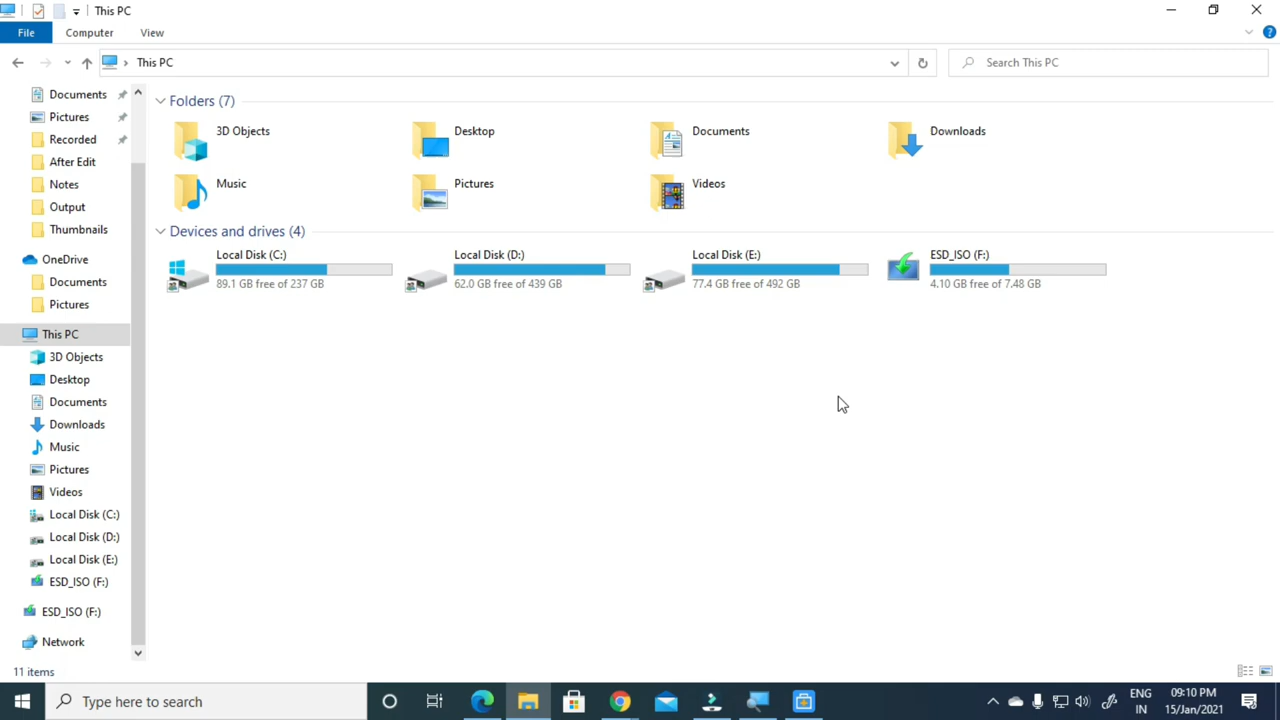 This PC
File
Computer
View
This PC
Search This PC
Documents
Pictures
Recorded
After Edit
Notes
Output
Thumbnails
OneDrive
Documents
Pictures
This PC
3D Objects
Desktop
Documents
Downloads
Music
Pictures
Videos
Local Disk (C:)
Local Disk (D:)
Local Disk (E:)
ESD_ISO (F:)
ESD_ISO (F:)
Network
Folders (7)
3D Objects
Desktop
Documents
Downloads
Music
Pictures
Videos
Devices and drives (4)
Local Disk (C:)
89.1 GB free of 237 GB
Local Disk (D:)
62.0 GB free of 439 GB
Local Disk (E:)
77.4 GB free of 492 GB
ESD_ISO (F:)
4.10 GB free of 7.48 GB
11 items
Type here to search
ENG
IN
09:10 PM
15/Jan/2021